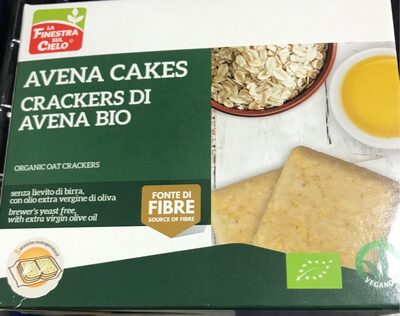 LA
FINESTRA
SUL
CIELO®
AVENA CAKES
CRACKERS DI
AVENA BIO
ORGANIC OAT CRACKERS
senza lievito di birra,
con olio extra vergine di oliva
brewer's yeast free,
with extra virgin olive oil
FONTE DI
FIBRE
SOURCE OF FIBRE
VEGANO